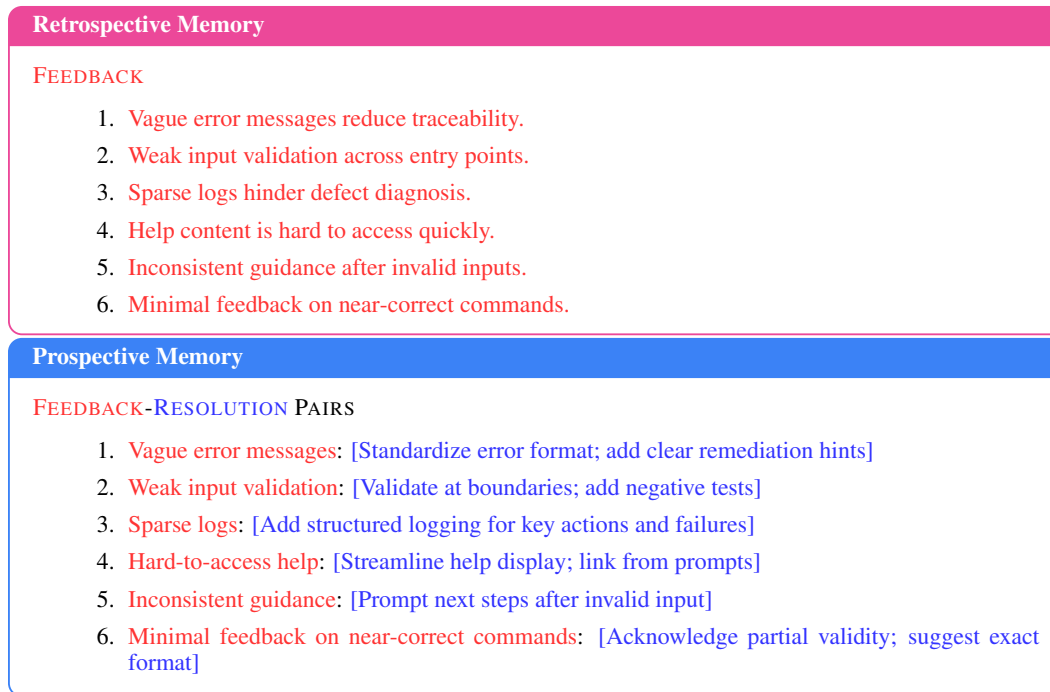 Retrospective Memory
FEEDBACK
1. Vague error messages reduce traceability.
2. Weak input validation across entry points.
3. Sparse logs hinder defect diagnosis.
4. Help content is hard to access quickly.
5. Inconsistent guidance after invalid inputs.
6. Minimal feedback on near-correct commands.
Prospective Memory
FEEDBACK-RESOLUTION PAIRS
1. Vague error messages: [Standardize error format; add clear remediation hints]
2. Weak input validation: [Validate at boundaries; add negative tests]
3. Sparse logs: [Add structured logging for key actions and failures]
4. Hard-to-access help: [Streamline help display; link from prompts]
5. Inconsistent guidance: [Prompt next steps after invalid input]
6. Minimal feedback on near-correct commands: [Acknowledge partial validity; suggest exact
format]